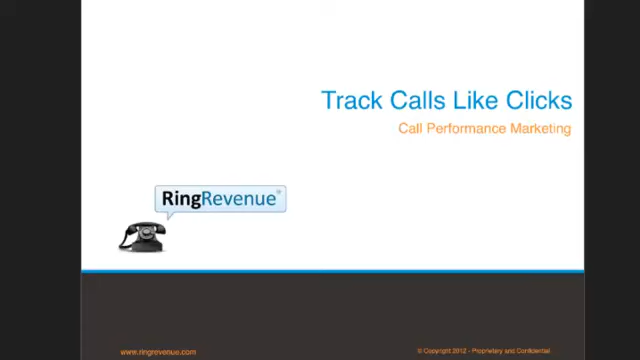 Track Calls Like Clicks
Call Performance Marketing
RingRevenue®
www.ringrevenue.com
© Copyright 2012 - Proprietary and Confidential